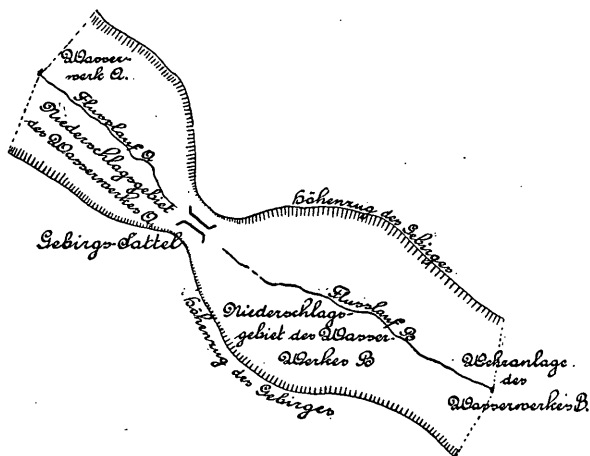 Wasser-
werk A.
Flusslauf A
Niederschlagsgebiet
des Wasserwerkes A
Gebirgs-Sattel
Höhenzug des Gebirges
Flusslauf B
Niederschlags-
gebiet des Wasser-
Werkes B
Höhenzug des Gebirges
Wehranlage
des
Wasserwerkes B.